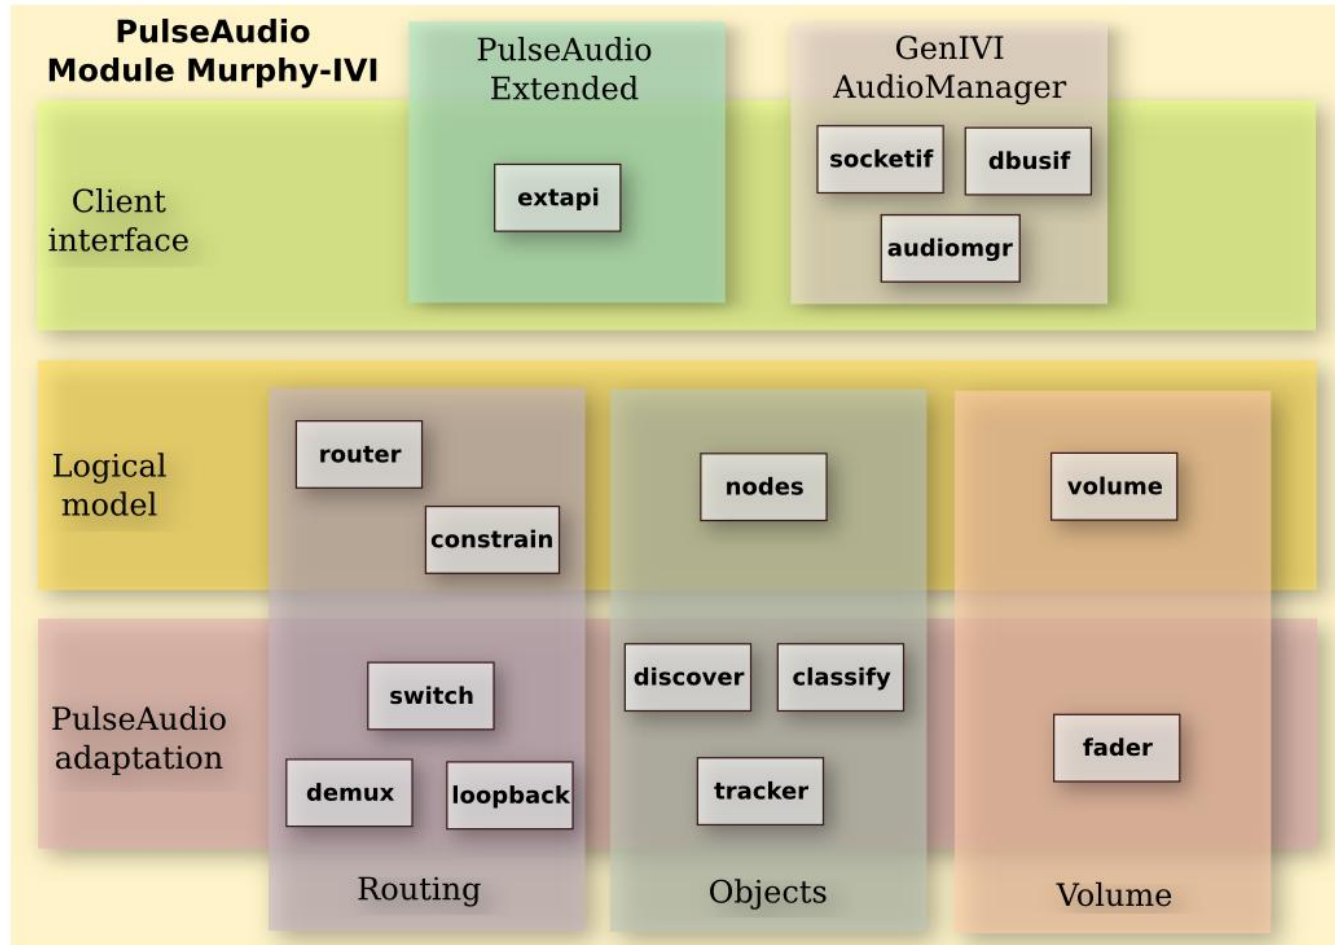 PulseAudio
Module Murphy-IVI
PulseAudio
Extended
GenIVI
AudioManager
Client
interface
extapi
socketif
dbusif
audiomgr
Logical
model
router
constrain
nodes
volume
PulseAudio
adaptation
switch
demux
loopback
discover
classify
tracker
fader
Routing
Objects
Volume